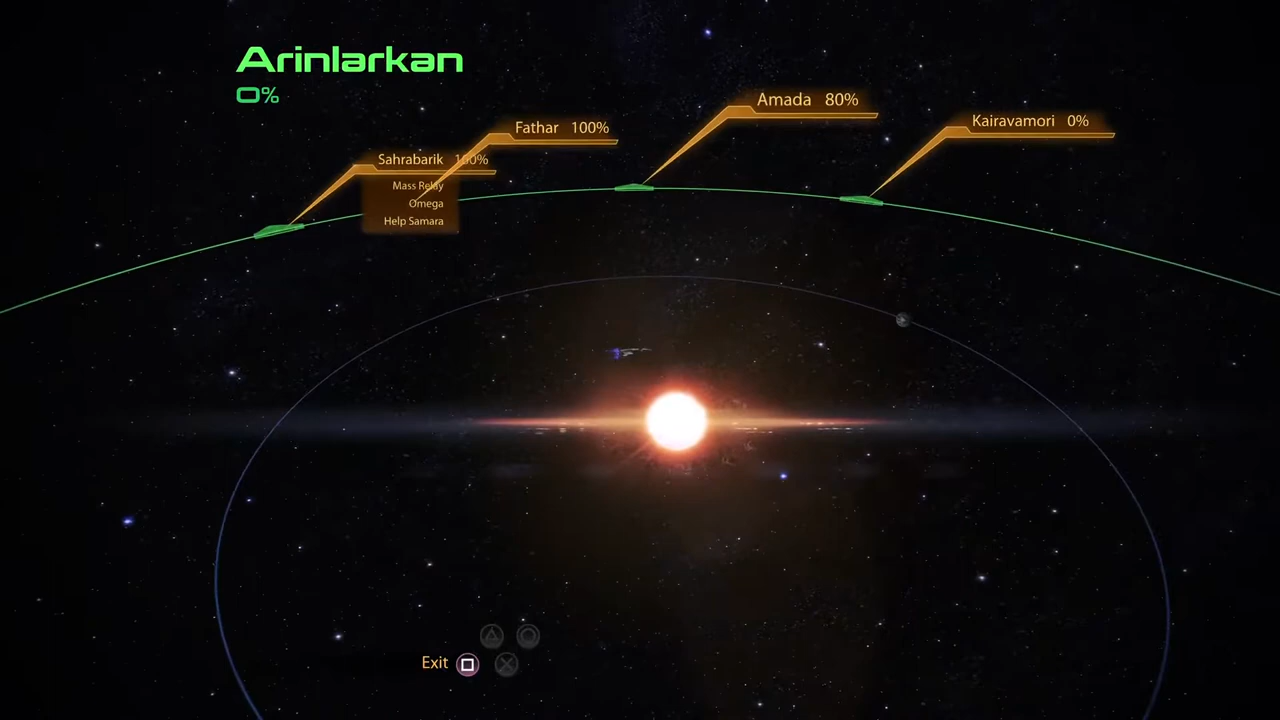 Arinlarkan
0%
Amada 80%
Kairavamori 0%
Fathar 100%
Sahrabarik 100%
Mass Relay
Omega
Help Samara
Exit